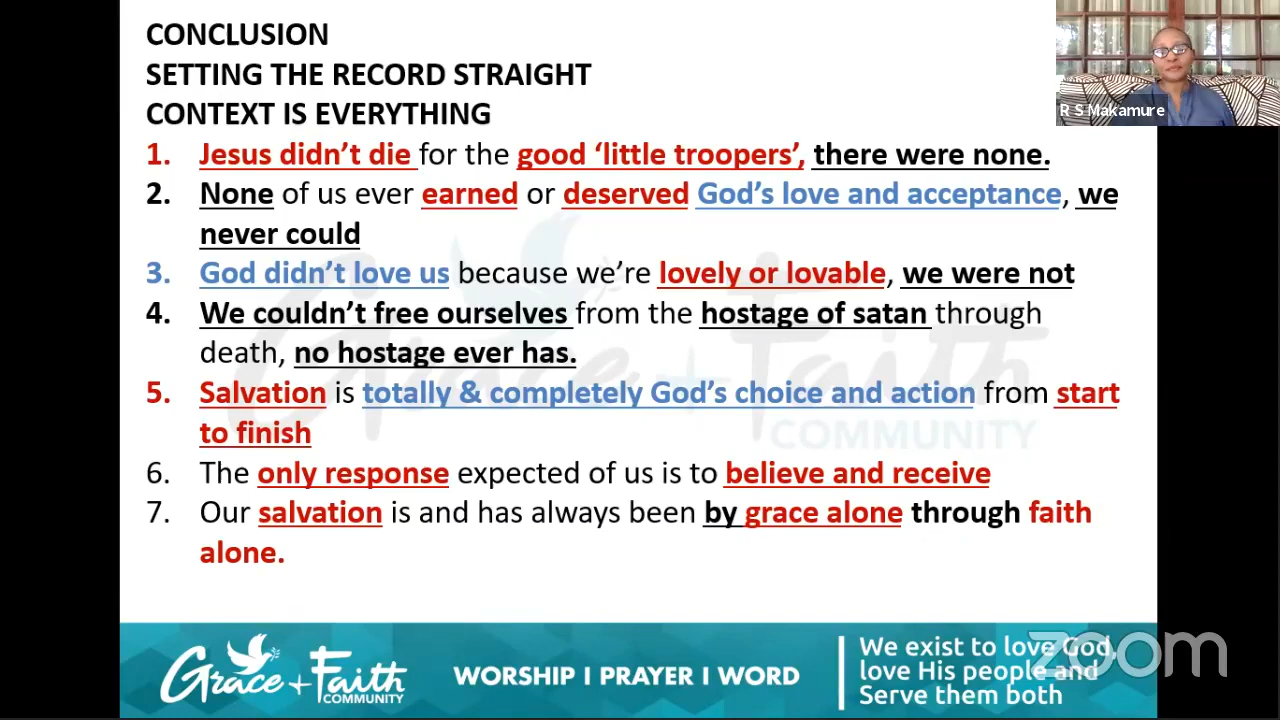 CONCLUSION
SETTING THE RECORD STRAIGHT
CONTEXT IS EVERYTHING
1. Jesus didn't die for the good 'little troopers', there were none.
2. None of us ever earned or deserved God's love and acceptance, we
never could
3. God didn't love us because we're lovely or lovable, we were not
4. We couldn't free ourselves from the hostage of satan through
death, no hostage ever has.
5. Salvation is totally & completely God's choice and action from start
to finish
6. The only response expected of us is to believe and receive
7. Our salvation is and has always been by grace alone through faith
alone.
R S Makamure
Grace + Faith
COMMUNITY
Grace + Faith
COMMUNITY
WORSHIP I PRAYER I WORD
We exist to love God,
love His people and
Serve them both
zoom